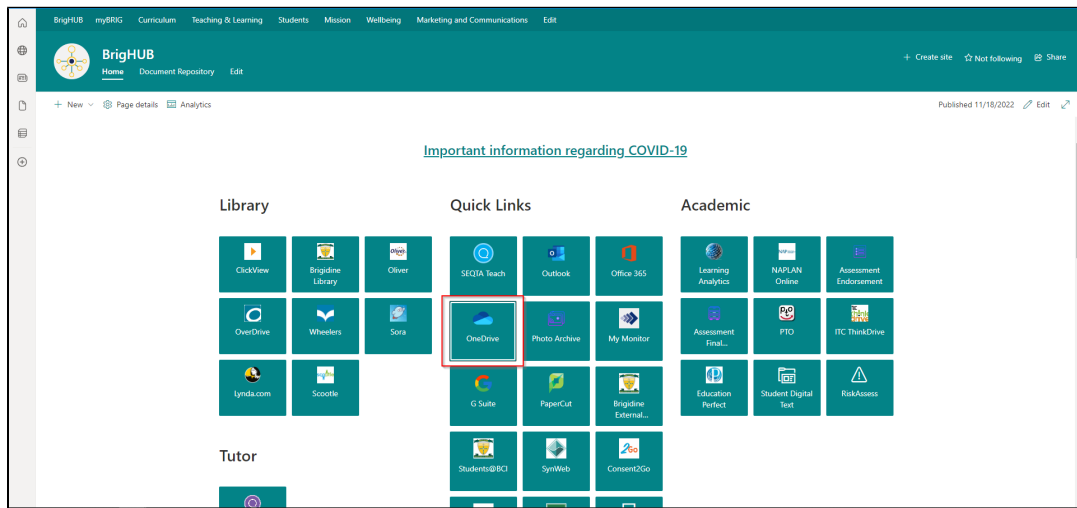 BrigHUB myBRIG Curriculum Teaching & Learning Students Mission Wellbeing Marketing and Communications Edit
BrigHUB
Home Document Repository Edit
+ Create site Not following Share
+ New Page details Analytics
Published 11/18/2022 Edit
Important information regarding COVID-19
Library
ClickView
Brigidine
Library
Oliver
OverDrive
Wheelers
Sora
Lynda.com
Scootle
Tutor
Quick Links
SEQTA Teach
Outlook
Office 365
OneDrive
Photo Archive
My Monitor
G Suite
PaperCut
Brigidine
External...
Students@BCI
SynWeb
Consent2Go
Academic
Learning
Analytics
NAPLAN
Online
Assessment
Endorsement
Assessment
Final...
PTO
ITC ThinkDrive
Education
Perfect
Student Digital
Text
RiskAssess